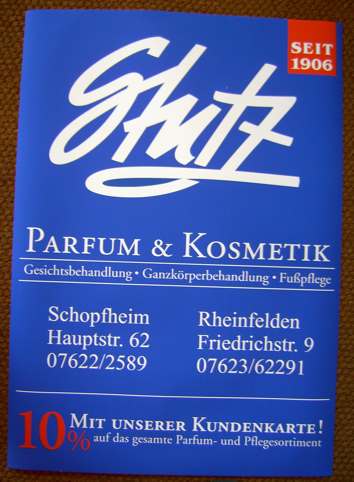 SEIT
1906
Stutz
PARFUM & KOSMETIK
Gesichtsbehandlung • Ganzkörperbehandlung • Fußpflege
Schopfheim
Hauptstr. 62
07622/2589
Rheinfelden
Friedrichstr. 9
07623/62291
10% MIT UNSERER KUNDENKARTE!
auf das gesamte Parfum- und Pflegesortiment